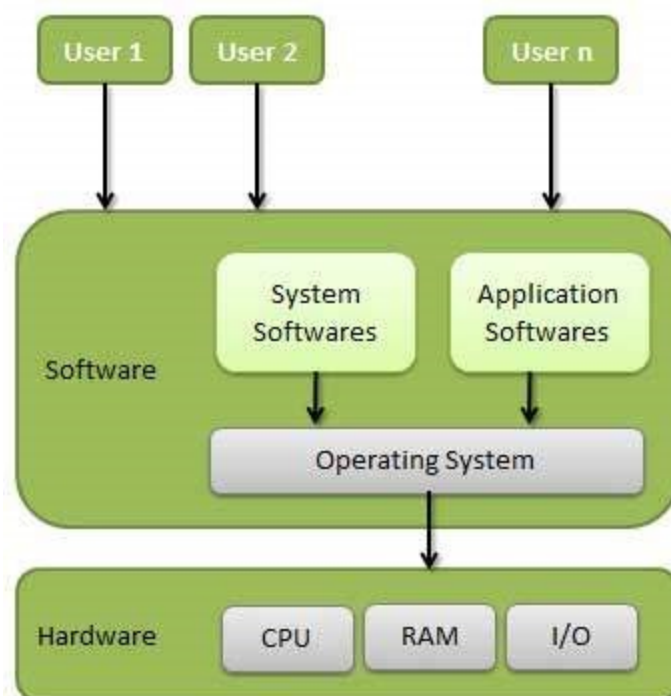 User 1
User 2
User n
System
Softwares
Application
Softwares
Software
Operating System
Hardware
CPU
RAM
I/O